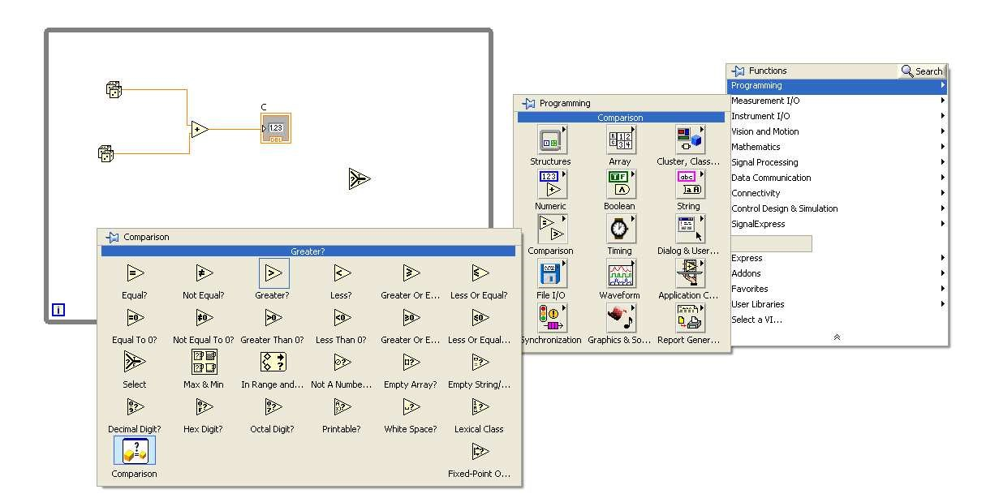 C
1.23
DBL
i
Functions
Search
Programming
Measurement I/O
Instrument I/O
Vision and Motion
Mathematics
Signal Processing
Data Communication
Connectivity
Control Design & Simulation
SignalExpress
Express
Addons
Favorites
User Libraries
Select a VI...
Programming
Comparison
Structures Array Cluster, Class...
Numeric Boolean String
Comparison Timing Dialog & User...
File I/O Waveform Application C...
Synchronization Graphics & So... Report Gener...
Comparison
Greater?
Equal? Not Equal? Greater? Less? Greater Or E... Less Or Equal?
Equal To 0? Not Equal To 0? Greater Than 0? Less Than 0? Greater Or E... Less Or Equal...
Select Max & Min In Range and... Not A Numbe... Empty Array? Empty String/...
Decimal Digit? Hex Digit? Octal Digit? Printable? White Space? Lexical Class
Comparison Fixed-Point O...